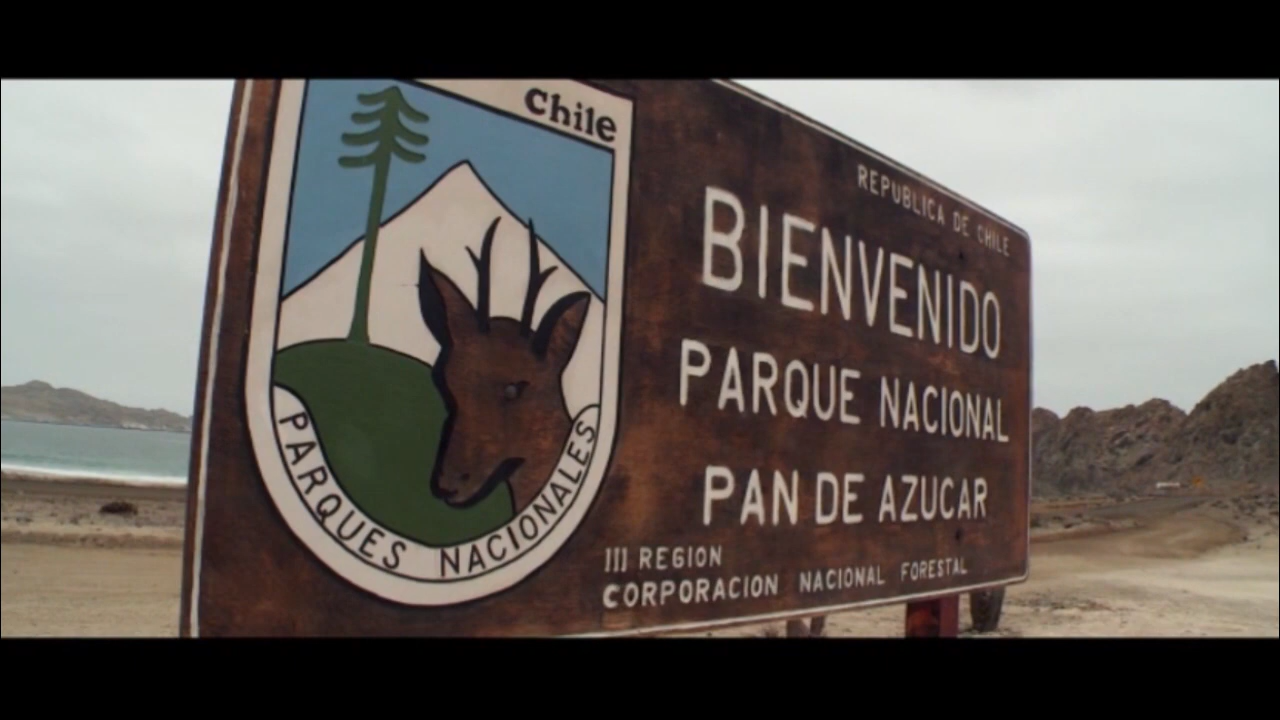 Chile
PARQUES NACIONALES
REPUBLICA DE CHILE
BIENVENIDO
PARQUE NACIONAL
PAN DE AZUCAR
III REGION
CORPORACION NACIONAL FORESTAL